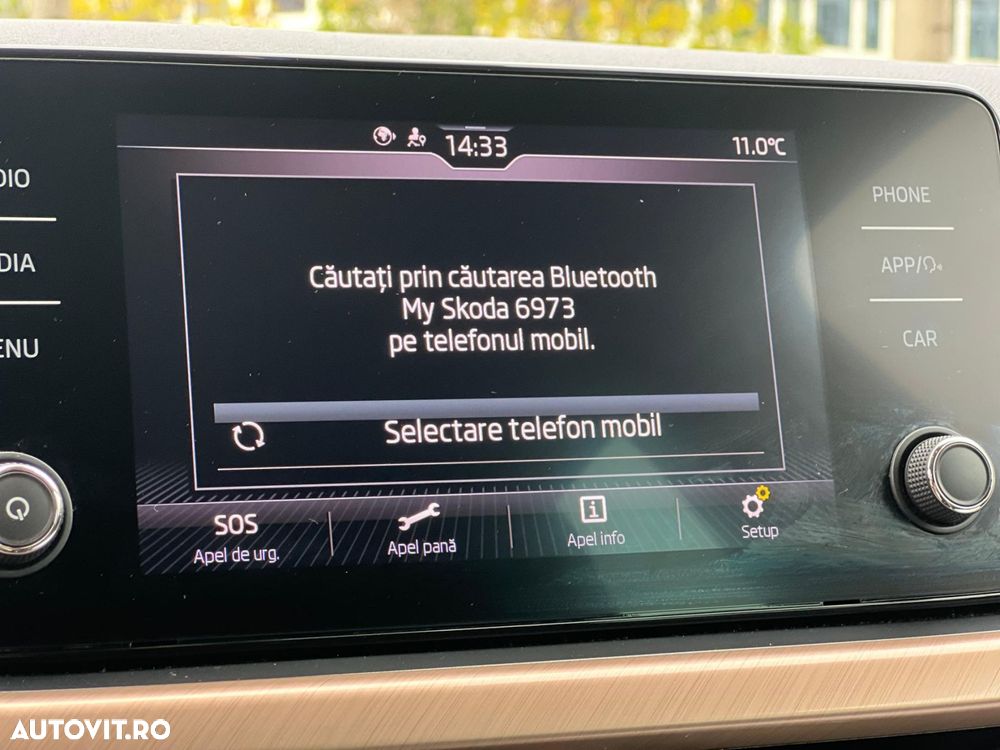 14:33
11.0°C
DIO
DIA
ENU
Căutați prin căutarea Bluetooth
My Skoda 6973
pe telefonul mobil.
Selectare telefon mobil
SOS
Apel de urg.
Apel pană
i
Apel info
Setup
PHONE
APP/
CAR
AUTOVIT.RO